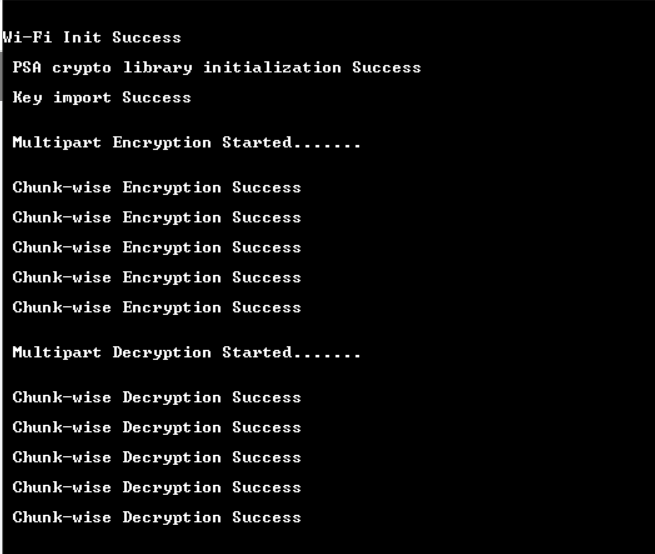 Wi-Fi Init Success
PSA crypto library initialization Success
Key import Success
Multipart Encryption Started.......
Chunk-wise Encryption Success
Chunk-wise Encryption Success
Chunk-wise Encryption Success
Chunk-wise Encryption Success
Chunk-wise Encryption Success
Multipart Decryption Started.......
Chunk-wise Decryption Success
Chunk-wise Decryption Success
Chunk-wise Decryption Success
Chunk-wise Decryption Success
Chunk-wise Decryption Success